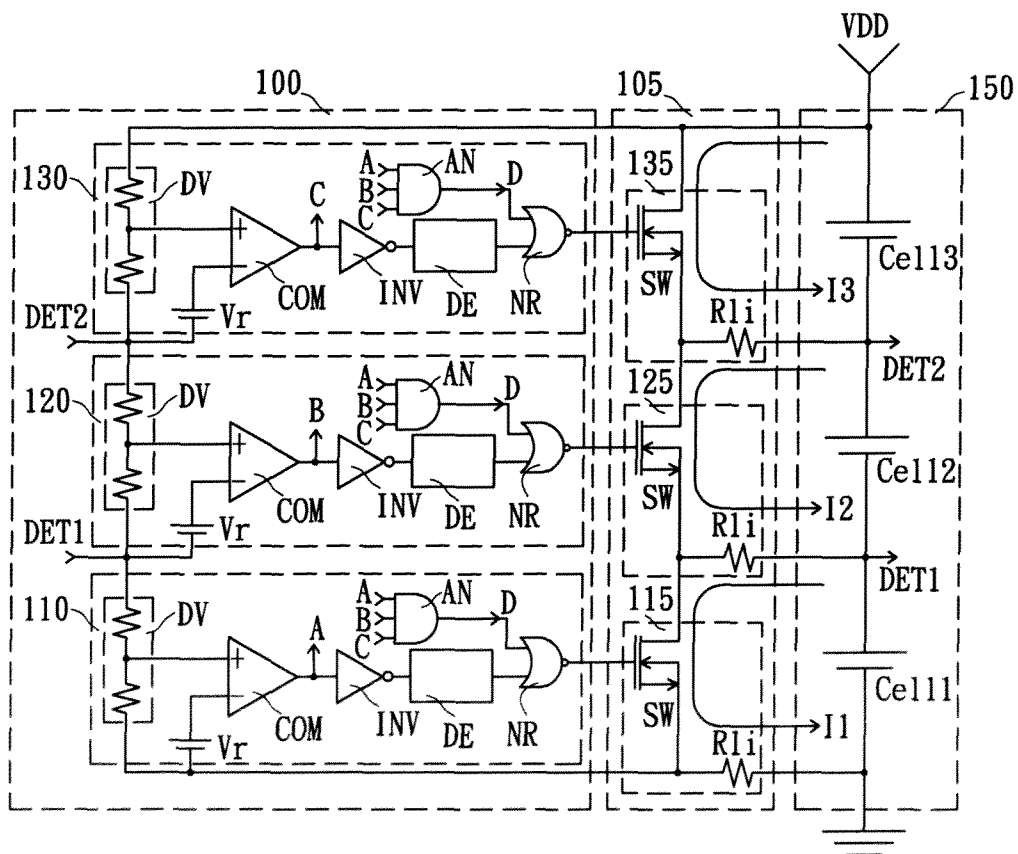 VDD
100
105
150
130
DV
A
B
C
AN
D
C
+
−
COM
INV
DE
NR
135
SW
I3
Cell3
Rli
DET2
Vr
DET2
120
DV
A
B
C
AN
D
B
+
−
COM
INV
DE
NR
125
SW
I2
Cell2
Rli
DET1
Vr
DET1
110
DV
A
B
C
AN
D
A
+
−
COM
INV
DE
NR
115
SW
I1
Cell1
Rli
Vr